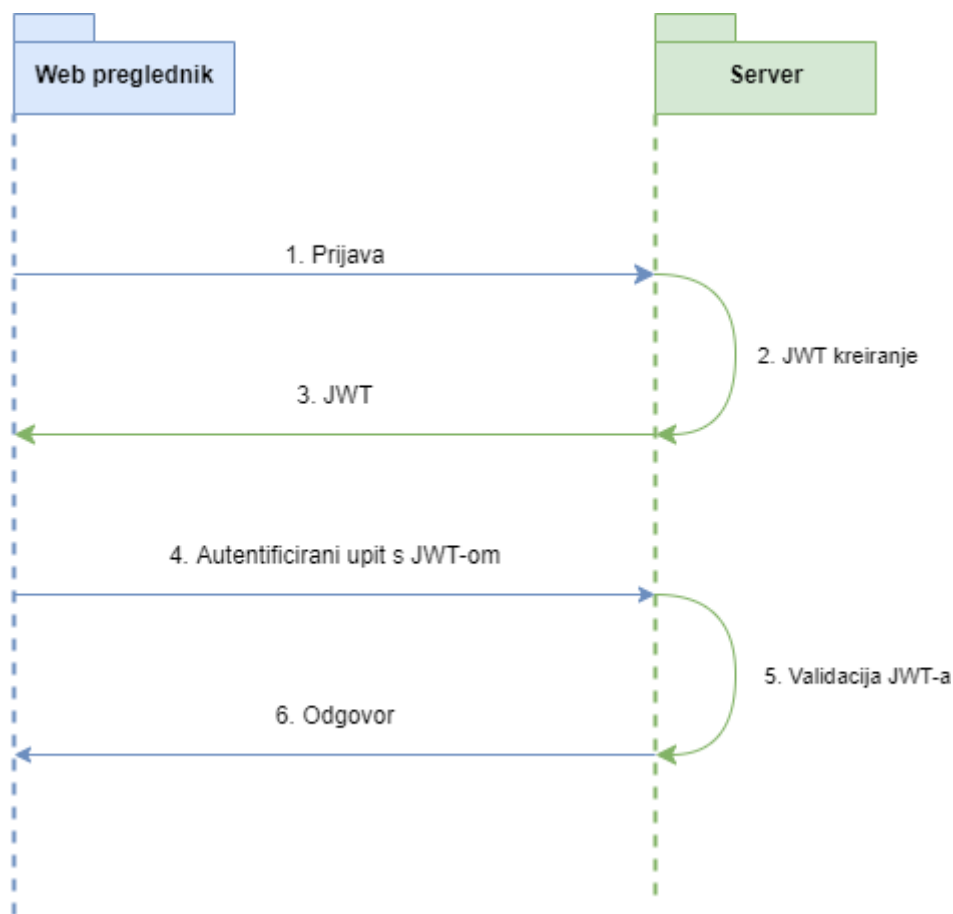 Web preglednik
Server
1. Prijava
2. JWT kreiranje
3. JWT
4. Autentificirani upit s JWT-om
5. Validacija JWT-a
6. Odgovor